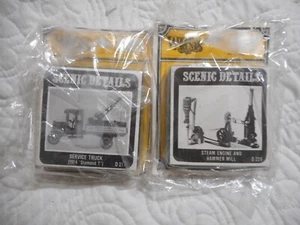 SCENIC DETAILS
SERVICE TRUCK
(1914 "Diamond T")
SCENIC DETAILS
STEAM ENGINE AND
HAMMER MILL